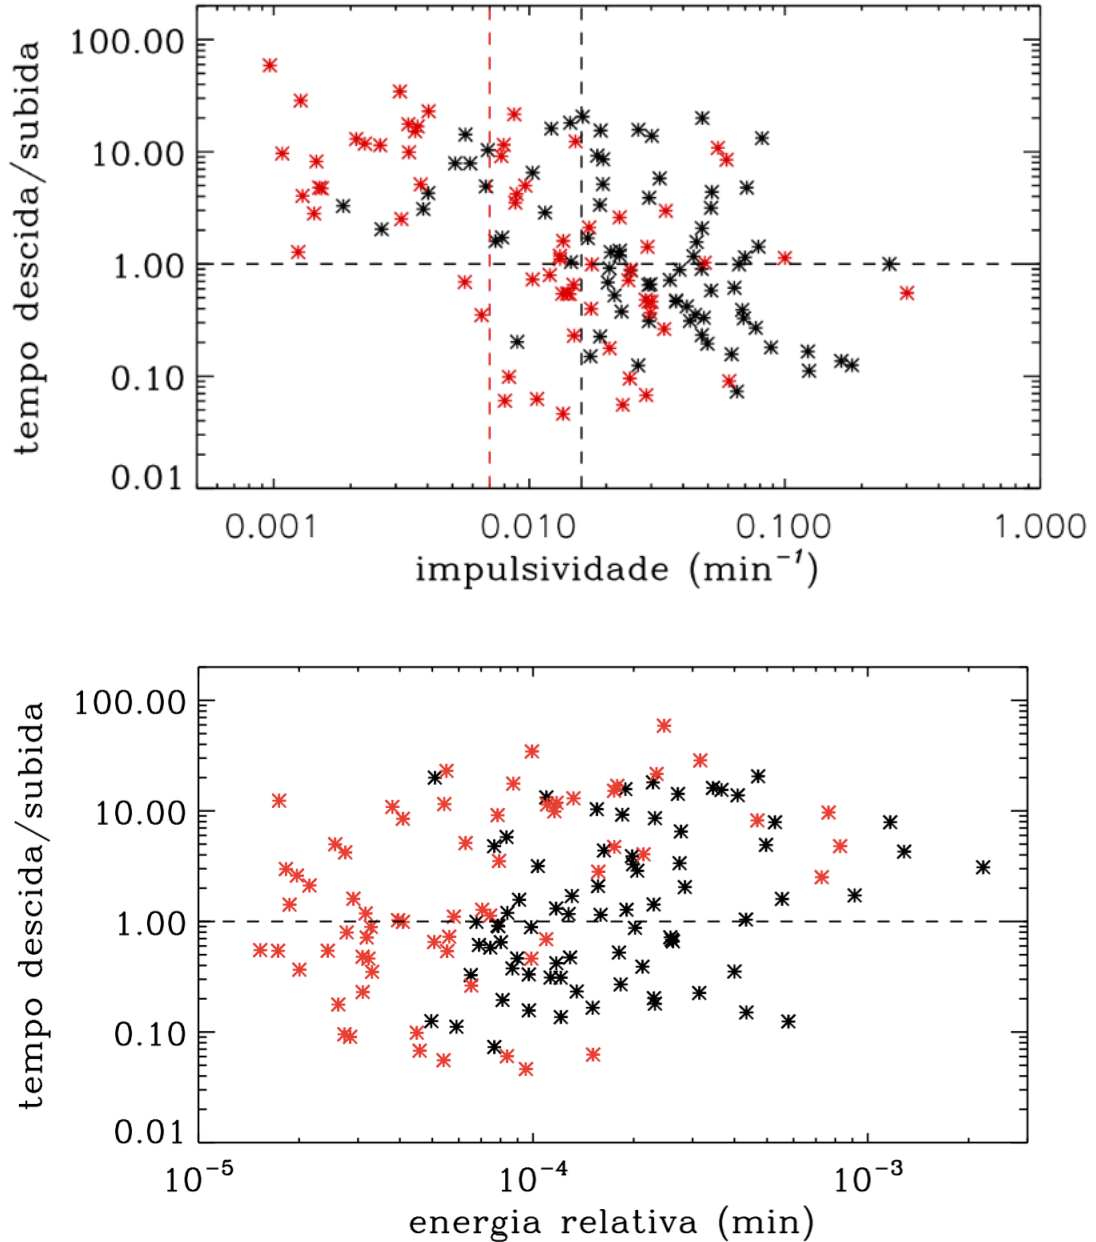 tempo descida/subida
100.00
10.00
1.00
0.10
0.01
0.001 0.010 0.100 1.000
impulsividade (min⁻¹)
tempo descida/subida
100.00
10.00
1.00
0.10
0.01
10⁻⁵ 10⁻⁴ 10⁻³
energia relativa (min)